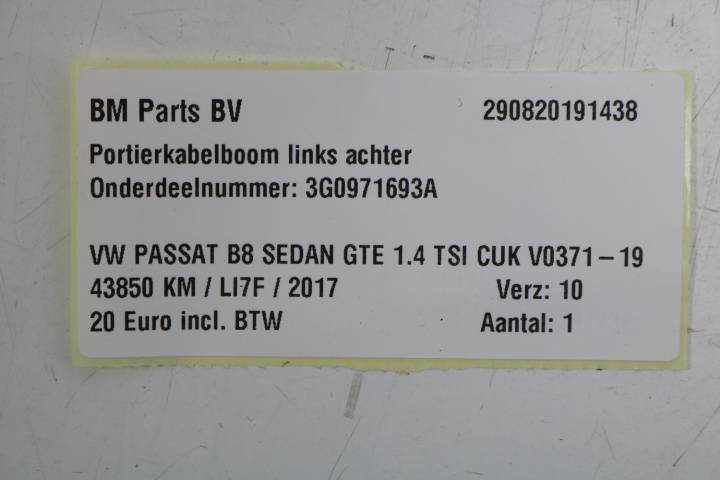 BM Parts BV 290820191438
Portierkabelboom links achter
Onderdeelnummer: 3G0971693A
VW PASSAT B8 SEDAN GTE 1.4 TSI CUK V0371-19
43850 KM / LI7F / 2017 Verz: 10
20 Euro incl. BTW Aantal: 1